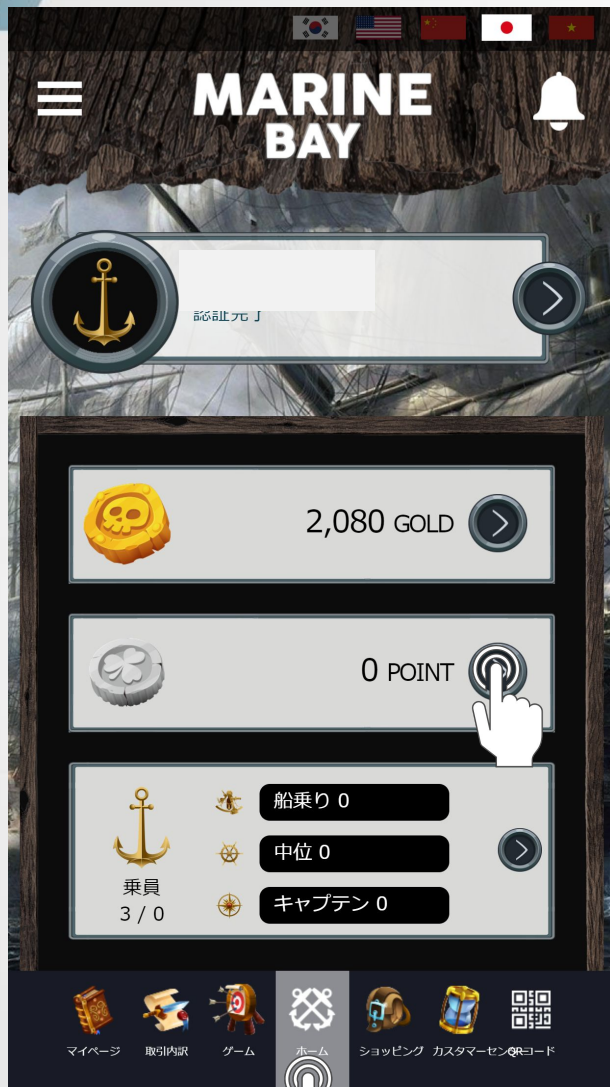 MARINE
BAY
認証完了
2,080 GOLD
0 POINT
乗員
3 / 0
船乗り 0
中位 0
キャプテン 0
マイページ
取引内訳
ゲーム
ホーム
ショッピング
カスタマーセンター
QRコード